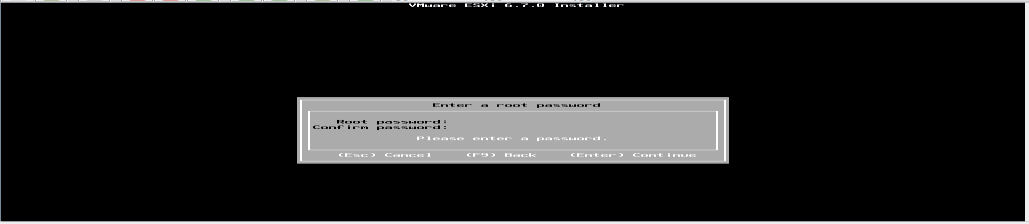 VMware ESXi 6.7.0 Installer
Enter a root password
Root password:
Confirm password:
Please enter a password.
(Esc) Cancel (F9) Back (Enter) Continue